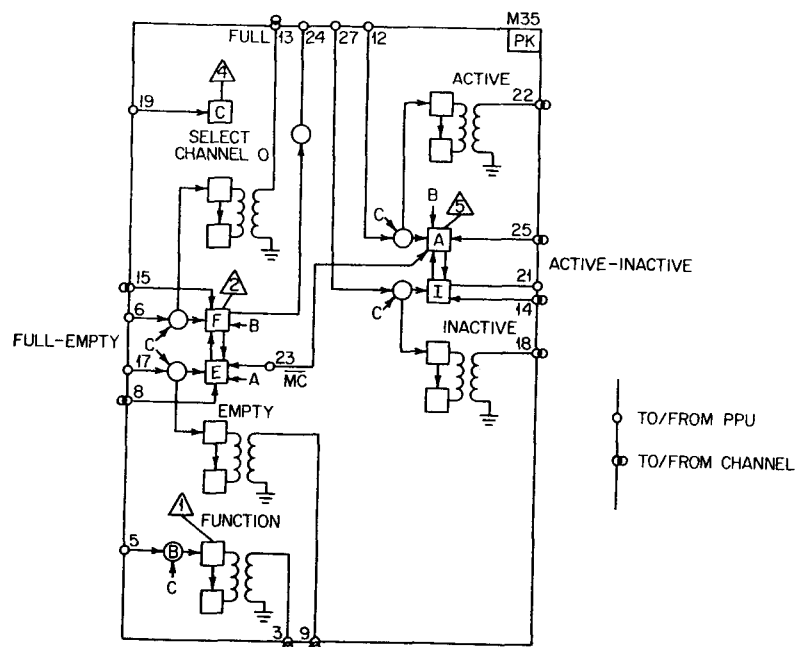 M35
PK
FULL 13 24 27 12
4
19 C
SELECT
CHANNEL 0
ACTIVE
22
B
5
C
A
25
ACTIVE-INACTIVE
21
I
14
C
INACTIVE
18
15
2
6
F
B
C
FULL-EMPTY
17
E
23
MC
A
8
EMPTY
1
FUNCTION
5
B
C
3 9
TO/FROM PPU
TO/FROM CHANNEL